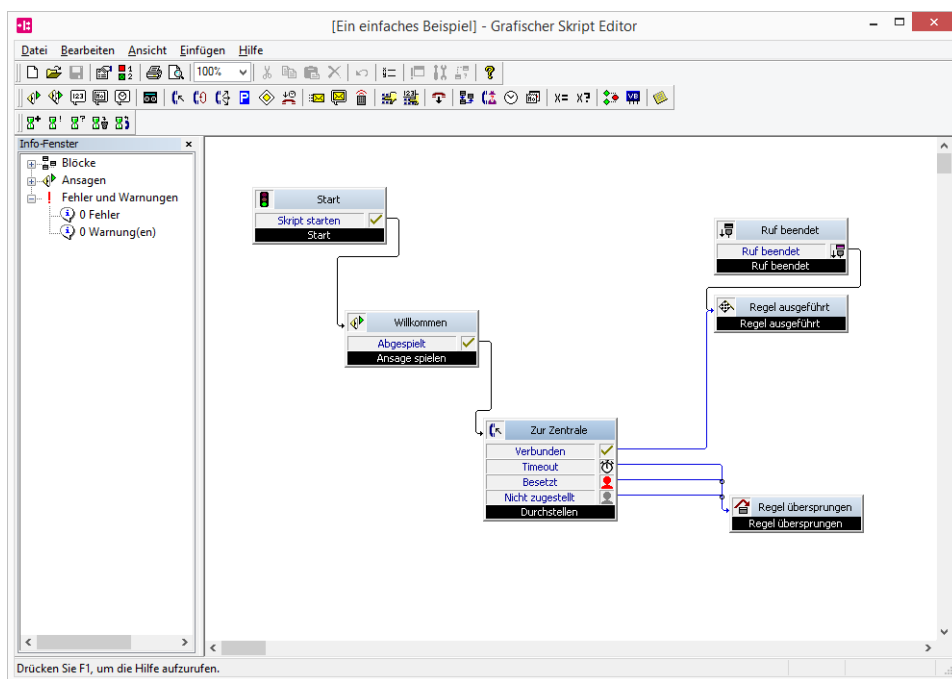 [Ein einfaches Beispiel] - Grafischer Skript Editor
Datei Bearbeiten Ansicht Einfügen Hilfe
100%
Info-Fenster
Blöcke
Ansagen
Fehler und Warnungen
0 Fehler
0 Warnung(en)
Start
Skript starten
Start
Ruf beendet
Ruf beendet
Ruf beendet
Regel ausgeführt
Regel ausgeführt
Willkommen
Abgespielt
Ansage spielen
Zur Zentrale
Verbunden
Timeout
Besetzt
Nicht zugestellt
Durchstellen
Regel übersprungen
Regel übersprungen
Drücken Sie F1, um die Hilfe aufzurufen.